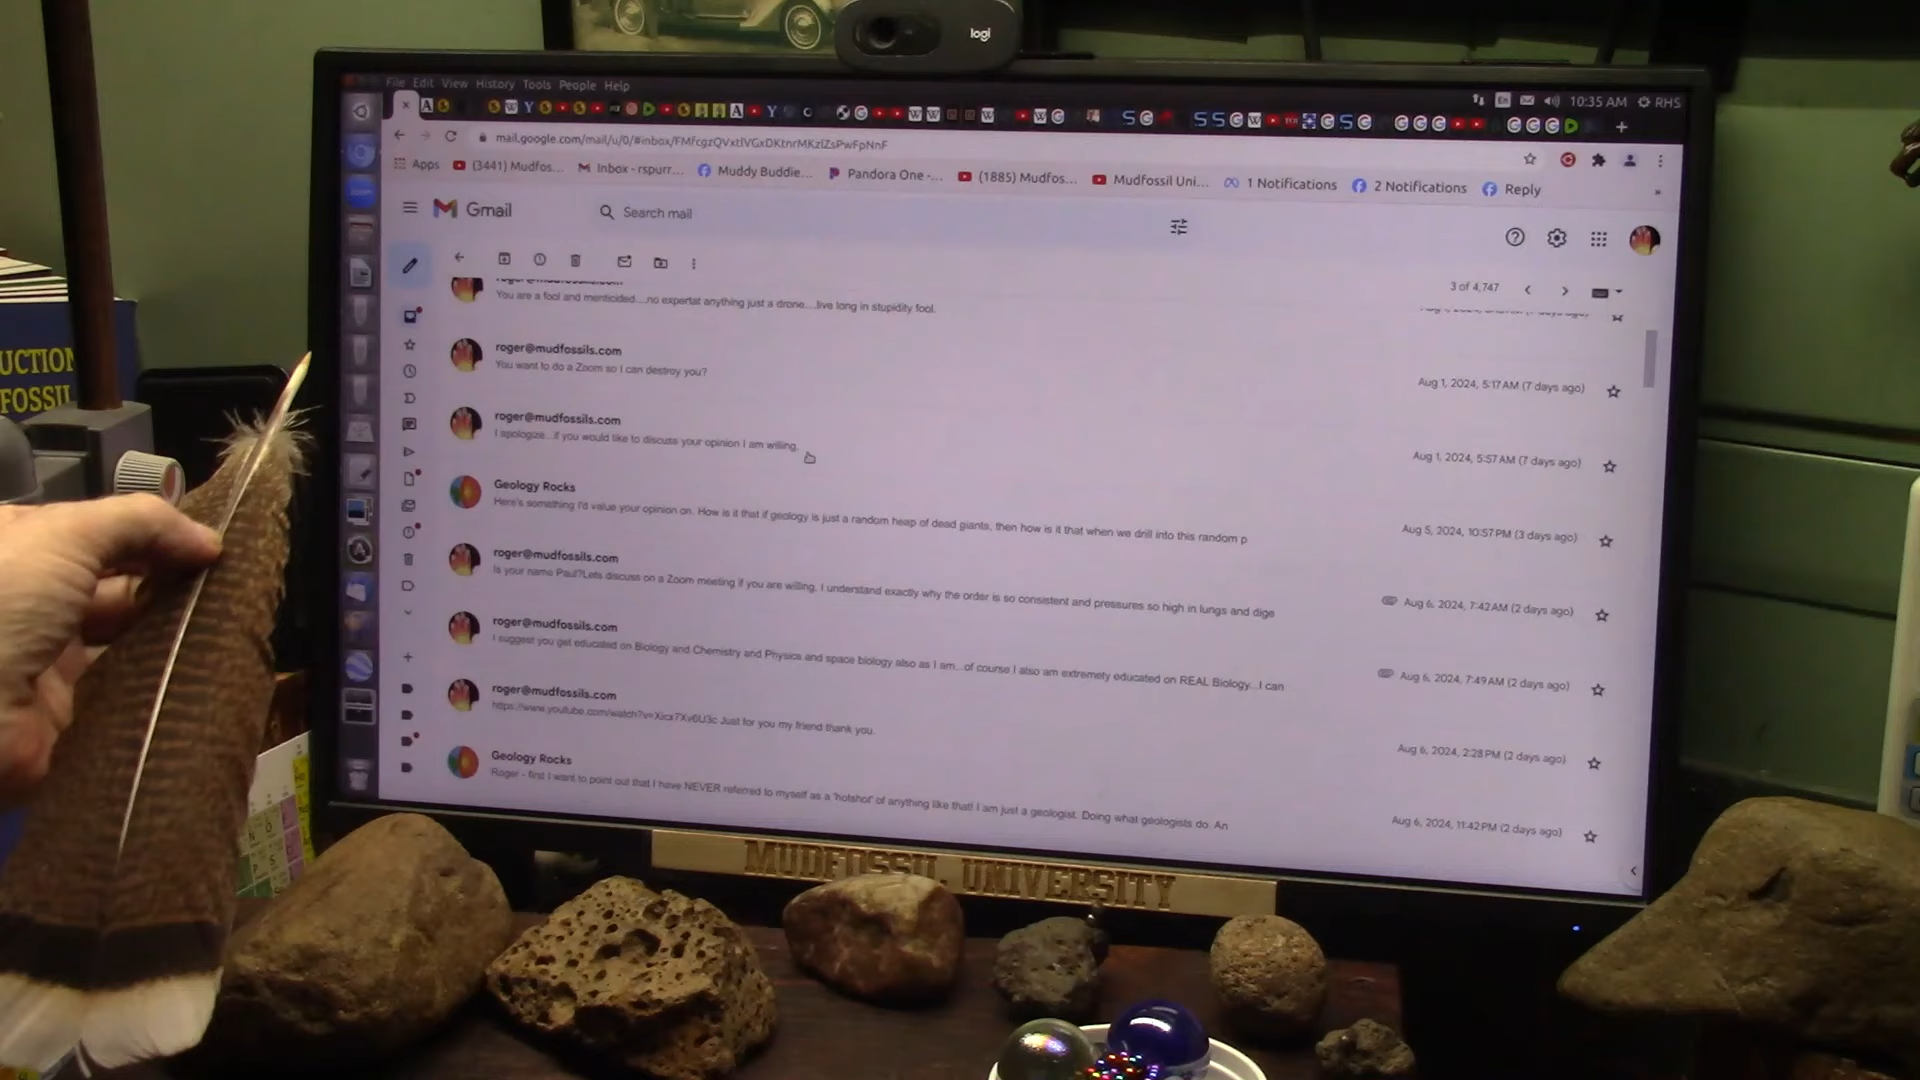 logi
File Edit View History Tools People Help
10:35 AM RHS
mail.google.com/mail/u/0/#inbox/FMfcgzQVxtlVGxDKtnrMKzlZsPwFpNnF
Apps (3441) Mudfos... Inbox - rspurr... Muddy Buddie... Pandora One -... (1885) Mudfos... Mudfossil Uni... 1 Notifications 2 Notifications Reply
Gmail Search mail
3 of 4,747
You are a fool and menticided....no expertat anything just a drone....live long in stupidity fool.
roger@mudfossils.com
Aug 1, 2024, 5:17 AM (7 days ago)
You want to do a Zoom so I can destroy you?
roger@mudfossils.com
Aug 1, 2024, 5:57 AM (7 days ago)
I apologize...if you would like to discuss your opinion I am willing.
Geology Rocks
Aug 5, 2024, 10:57 PM (3 days ago)
Here's something I'd value your opinion on. How is it that if geology is just a random heap of dead giants, then how is it that when we drill into this random p
roger@mudfossils.com
Aug 6, 2024, 7:42 AM (2 days ago)
Is your name Paul?Lets discuss on a Zoom meeting if you are willing. I understand exactly why the order is so consistent and pressures so high in lungs and dige
roger@mudfossils.com
Aug 6, 2024, 7:49 AM (2 days ago)
I suggest you get educated on Biology and Chemistry and Physics and space biology also as I am...of course I also am extremely educated on REAL Biology...I can
roger@mudfossils.com
Aug 6, 2024, 2:28 PM (2 days ago)
https://www.youtube.com/watch?v=Xicx7Xv6U3c Just for you my friend thank you.
Geology Rocks
Aug 6, 2024, 11:42 PM (2 days ago)
Roger - first I want to point out that I have NEVER referred to myself as a "hotshot" of anything like that! I am just a geologist. Doing what geologists do. An
UCTION
FOSSIL
MUDFOSSIL UNIVERSITY